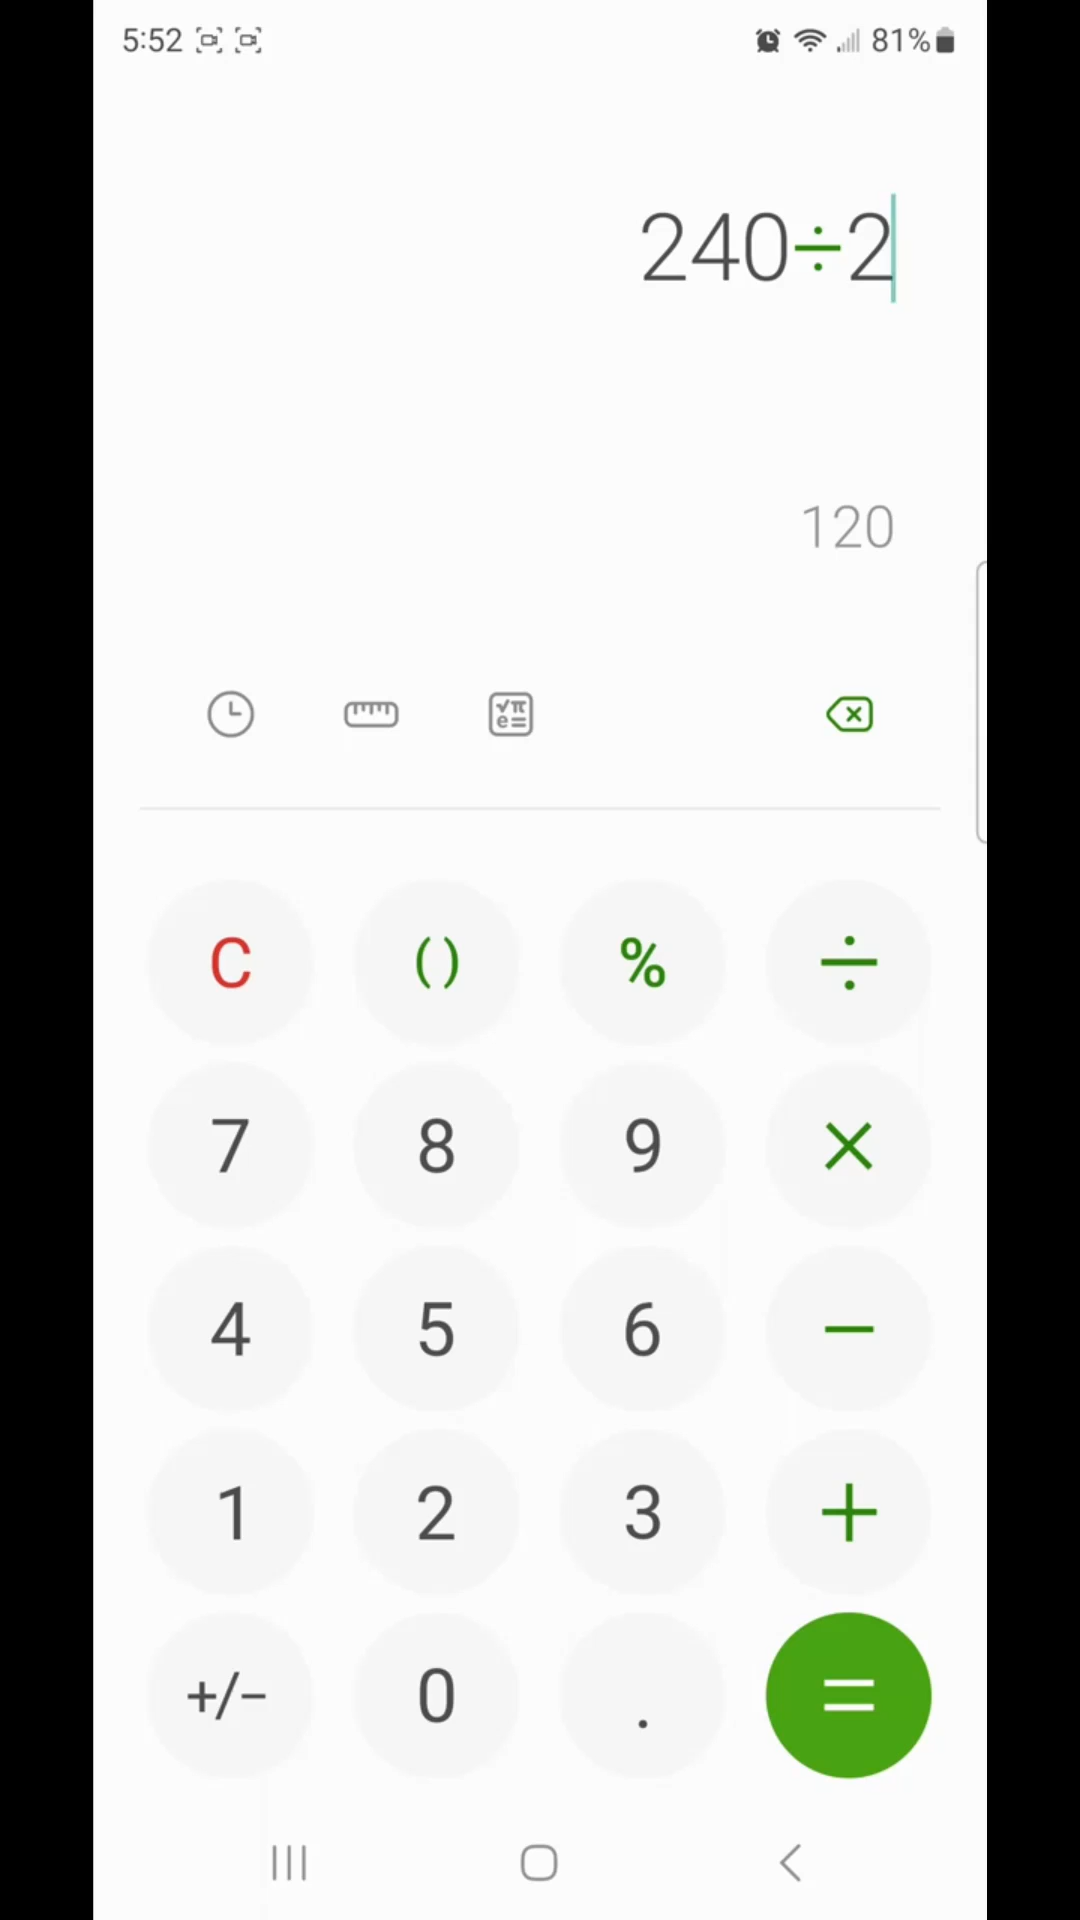 5:52 81%
240÷2
120
√π
e=
C () % ÷
7 8 9 ×
4 5 6 −
1 2 3 +
+/− 0 . =